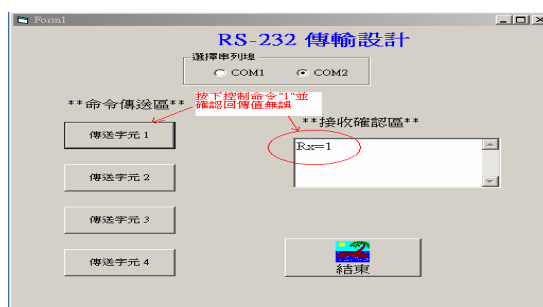 Form1
RS-232 傳輸設計
選擇串列埠
COM1
COM2
**命令傳送區**
按下控制命令"1"並
確認回傳值無誤
**接收確認區**
傳送字元 1
Rx=1
傳送字元 2
傳送字元 3
傳送字元 4
結束